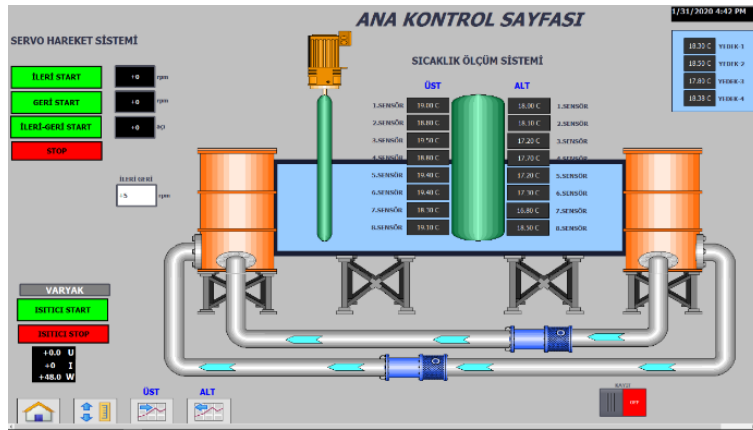 ANA KONTROL SAYFASI
1/31/2020 4:42 PM
SERVO HAREKET SİSTEMİ
SICAKLIK ÖLÇÜM SİSTEMİ
18.30 C YEDEK-1
18.50 C YEDEK-2
17.80 C YEDEK-3
18.38 C YEDEK-4
İLERİ START +0 rpm
GERİ START +0 rpm
İLERİ-GERİ START +0 açı
STOP
ÜST ALT
1.SENSÖR 19.00 C 18.00 C 1.SENSÖR
2.SENSÖR 18.80 C 18.10 C 2.SENSÖR
3.SENSÖR 19.50 C 17.20 C 3.SENSÖR
4.SENSÖR 18.80 C 17.70 C 4.SENSÖR
5.SENSÖR 19.40 C 17.20 C 5.SENSÖR
6.SENSÖR 19.40 C 17.30 C 6.SENSÖR
7.SENSÖR 18.30 C 16.80 C 7.SENSÖR
8.SENSÖR 19.10 C 18.50 C 8.SENSÖR
İLERİ GERİ
+5 rpm
VARYAK
ISITICI START
ISITICI STOP
+0.0 U
+0 I
+48.0 W
ÜST ALT
OFF